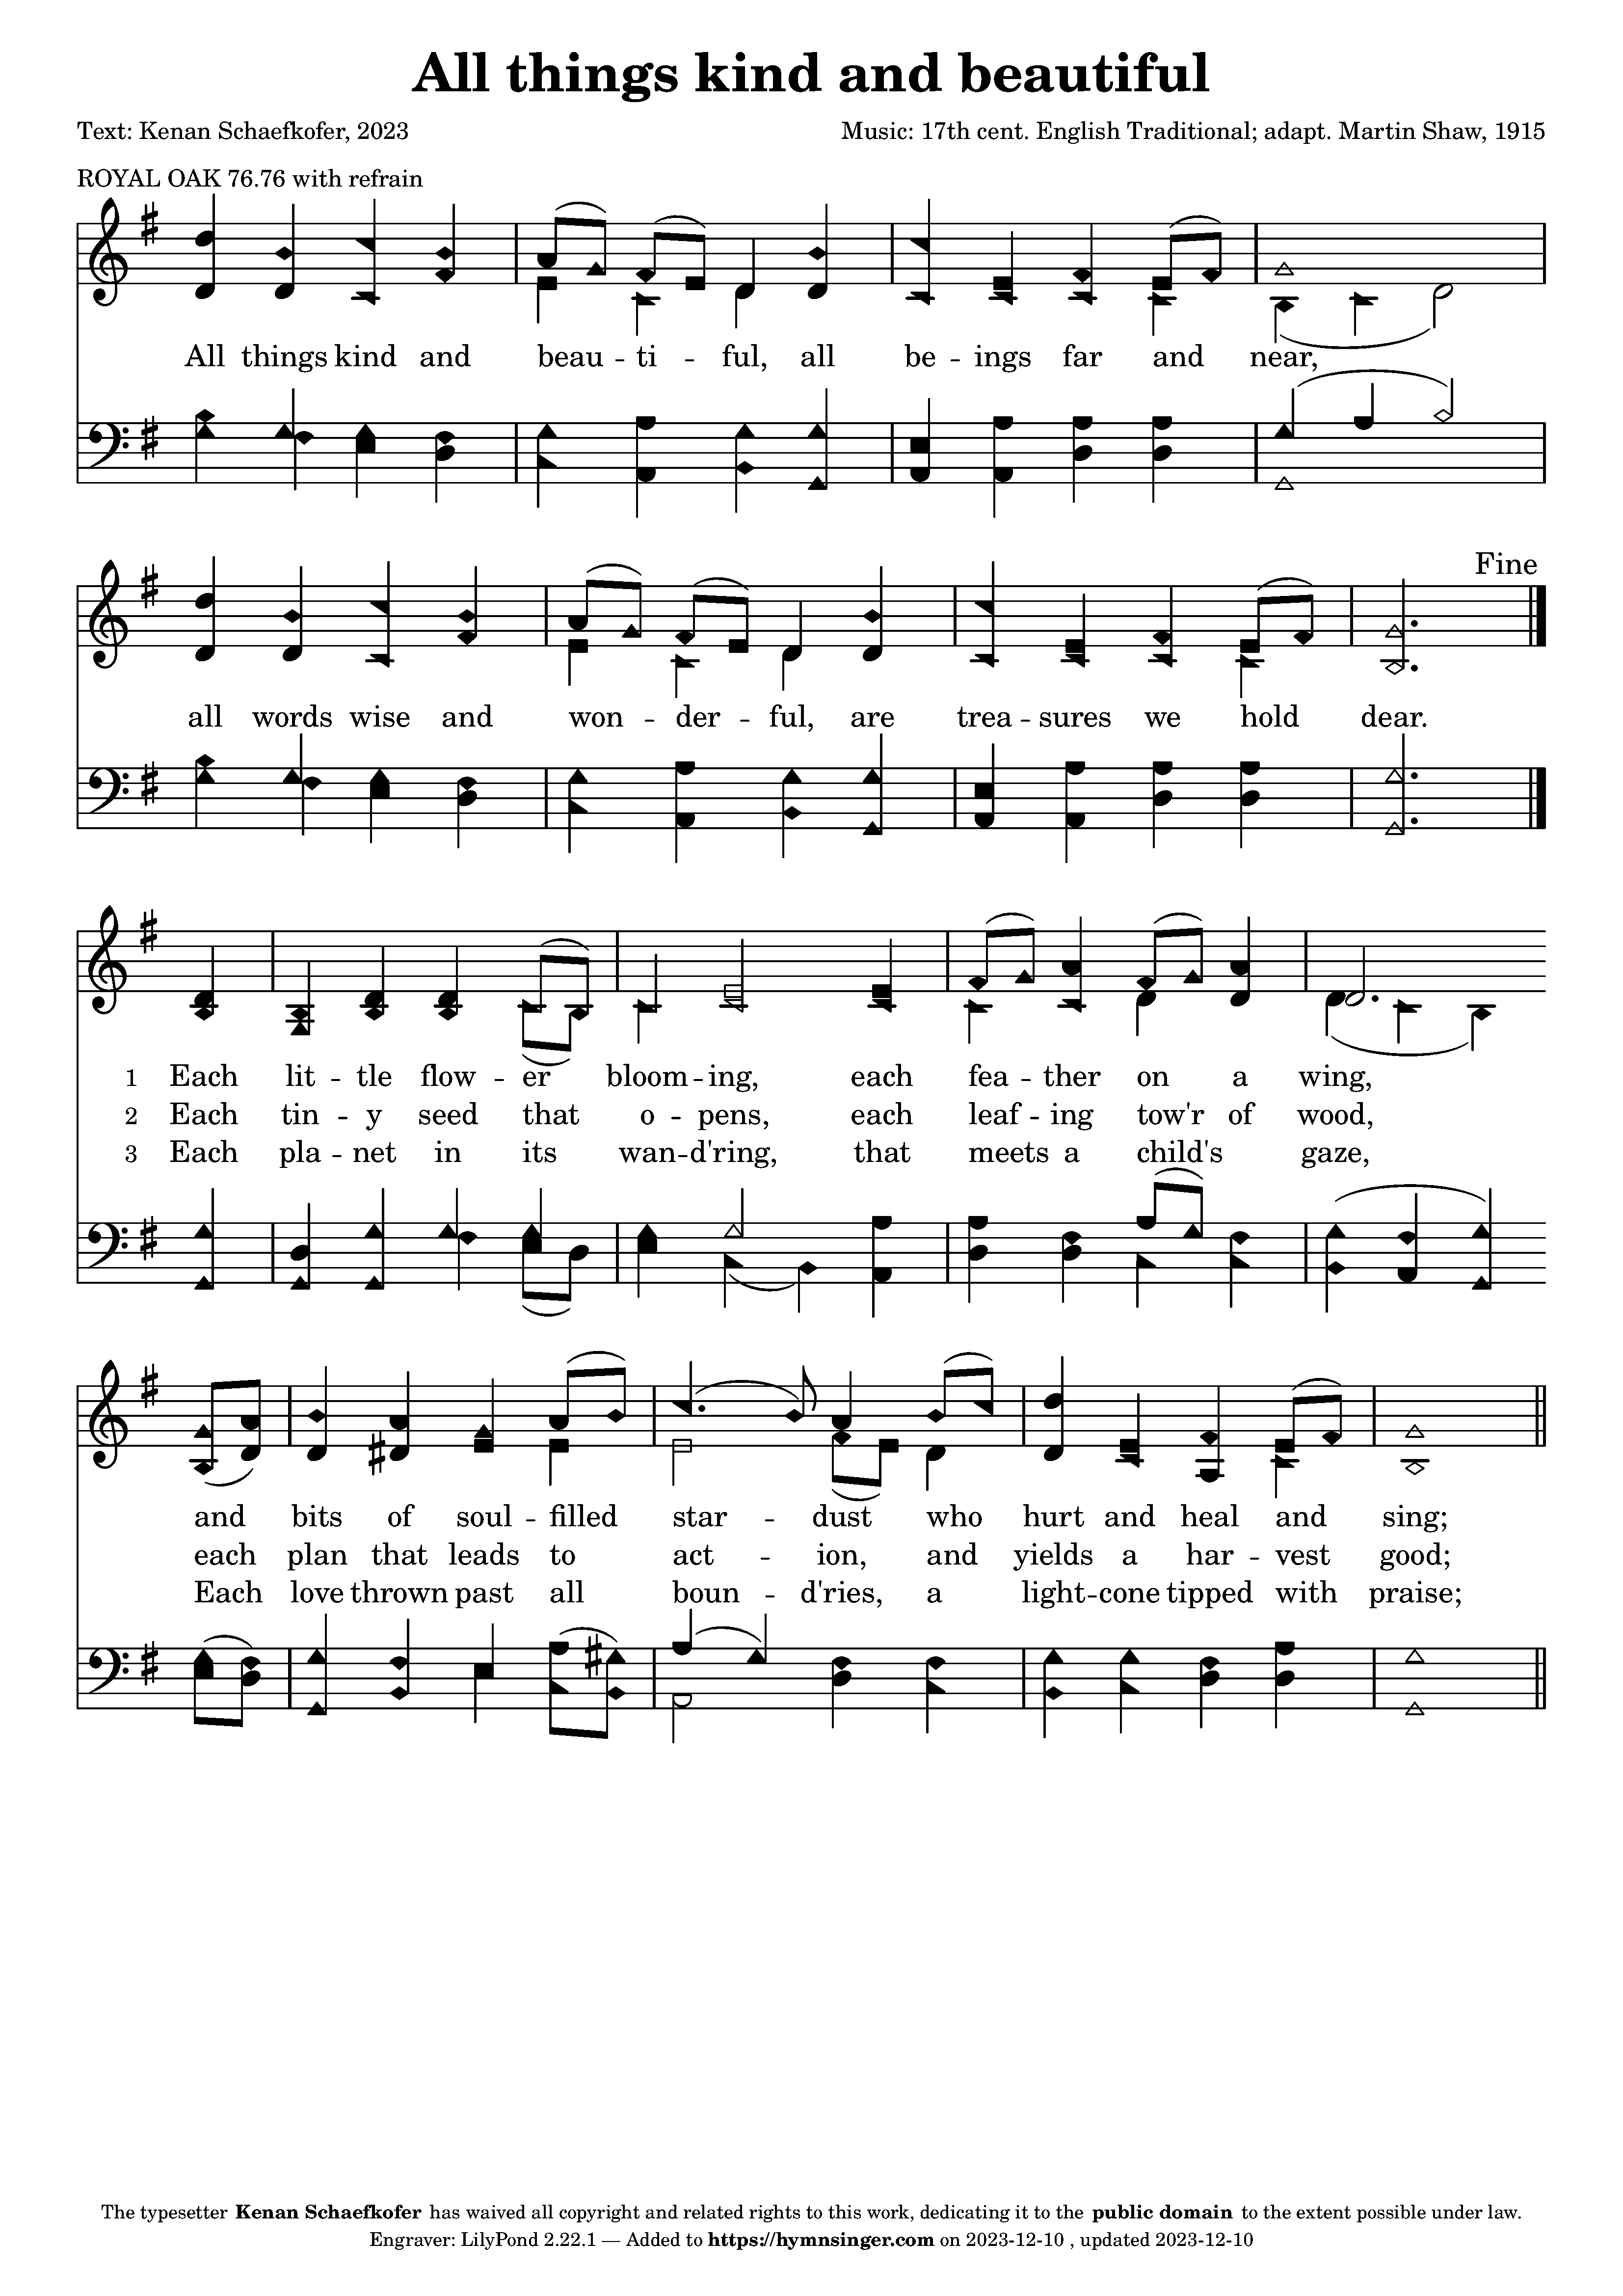 All things kind and beautiful
Text: Kenan Schaefkofer, 2023
Music: 17th cent. English Traditional; adapt. Martin Shaw, 1915
ROYAL OAK 76.76 with refrain
All things kind and beau - ti - ful, all be - ings far and near,
Fine
all words wise and won - der - ful, are trea - sures we hold dear.
1 Each lit - tle flow - er bloom - ing, each fea - ther on a wing,
2 Each tin - y seed that o - pens, each leaf - ing tow'r of wood,
3 Each pla - net in its wan - d'ring, that meets a child's gaze,
and bits of soul - filled star - dust who hurt and heal and sing;
each plan that leads to act - ion, and yields a har - vest good;
Each love thrown past all boun - d'ries, a light - cone tipped with praise;
The typesetter Kenan Schaefkofer has waived all copyright and related rights to this work, dedicating it to the public domain to the extent possible under law.
Engraver: LilyPond 2.22.1 — Added to https://hymnsinger.com on 2023-12-10 , updated 2023-12-10